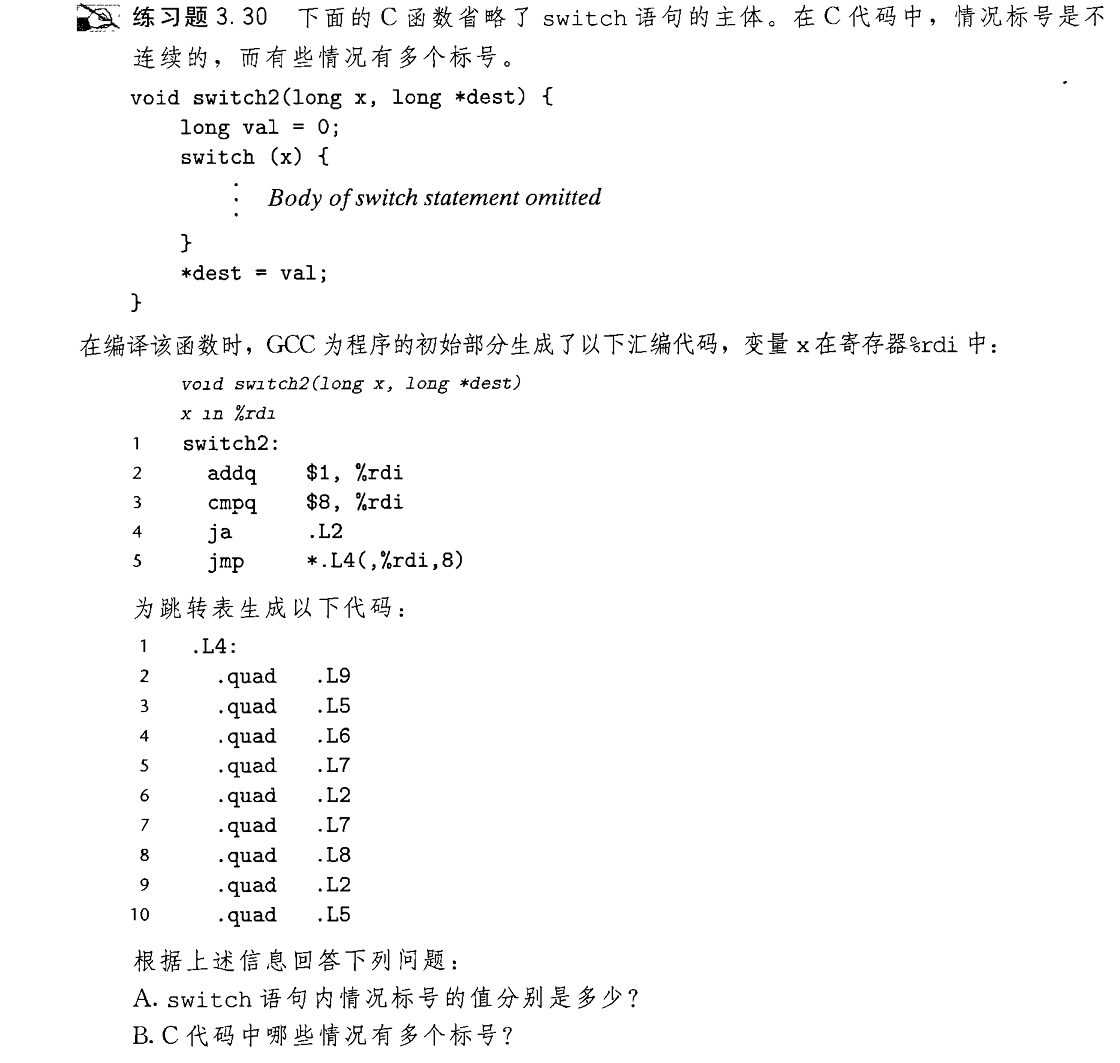 练习题 3.30 下面的 C 函数省略了 switch 语句的主体。在 C 代码中，情况标号是不
连续的，而有些情况有多个标号。
void switch2(long x, long *dest) {
long val = 0;
switch (x) {
⋮ Body of switch statement omitted
}
*dest = val;
}
在编译该函数时，GCC 为程序的初始部分生成了以下汇编代码，变量 x 在寄存器%rdi 中：
void switch2(long x, long *dest)
x in %rdi
1 switch2:
2 addq $1, %rdi
3 cmpq $8, %rdi
4 ja .L2
5 jmp *.L4(,%rdi,8)
为跳转表生成以下代码：
1 .L4:
2 .quad .L9
3 .quad .L5
4 .quad .L6
5 .quad .L7
6 .quad .L2
7 .quad .L7
8 .quad .L8
9 .quad .L2
10 .quad .L5
根据上述信息回答下列问题：
A. switch 语句内情况标号的值分别是多少？
B. C 代码中哪些情况有多个标号？